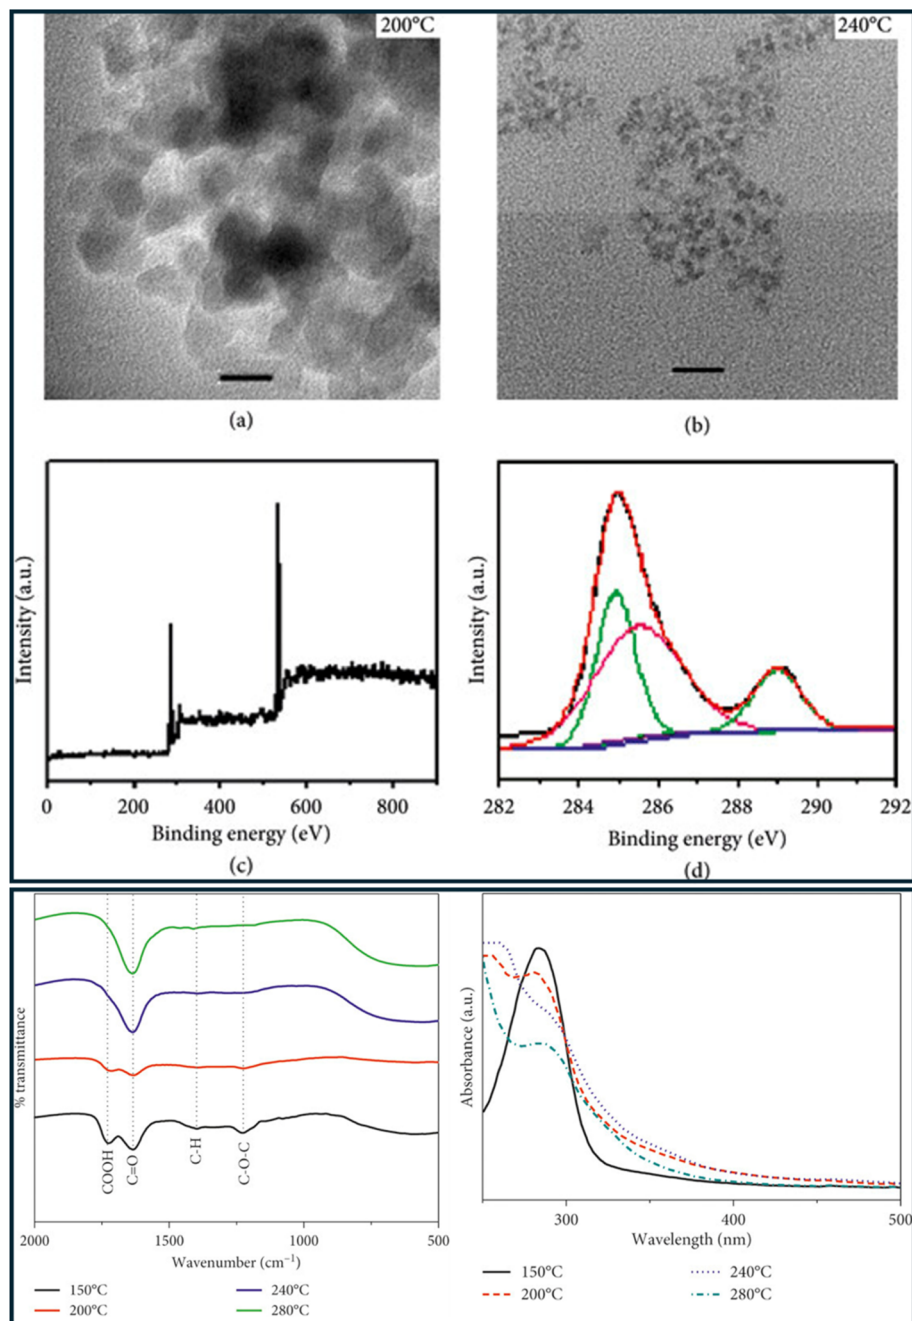 200°C
240°C
(a)
(b)
Intensity (a.u.)
0 200 400 600 800
Binding energy (eV)
(c)
Intensity (a.u.)
282 284 286 288 290 292
Binding energy (eV)
(d)
% transmittance
COOH
C=O
C-H
C-O-C
2000 1500 1000 500
Wavenumber (cm⁻¹)
150°C
240°C
200°C
280°C
Absorbance (a.u.)
300 400 500
Wavelength (nm)
150°C
240°C
200°C
280°C